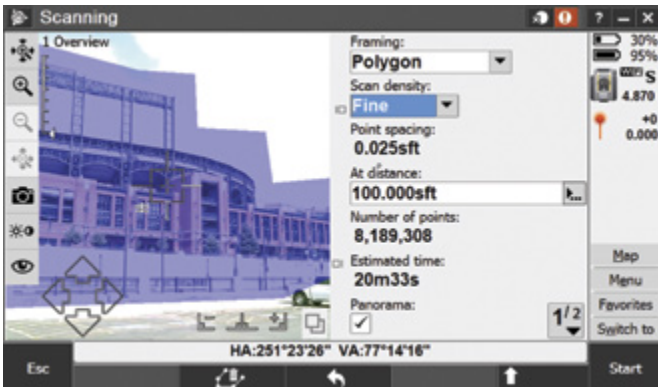 Scanning
? – X
1 Overview
Framing:
Polygon
Scan density:
Fine
Point spacing:
0.025sft
At distance:
100.000sft
Number of points:
8,189,308
Estimated time:
20m33s
Panorama:
1/2
30%
95%
S
4.870
+0
0.000
Map
Menu
Favorites
Switch to
HA:251°23'26" VA:77°14'16"
Esc
Start